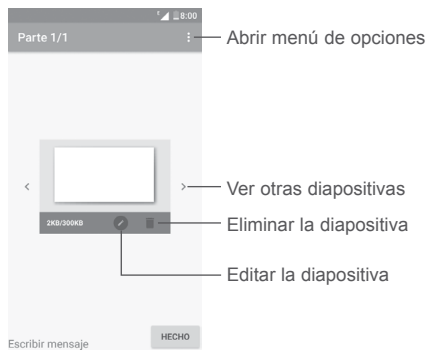 8:00
Parte 1/1
Abrir menú de opciones
Ver otras diapositivas
2KB/300KB
Eliminar la diapositiva
Editar la diapositiva
HECHO
Escribir mensaje